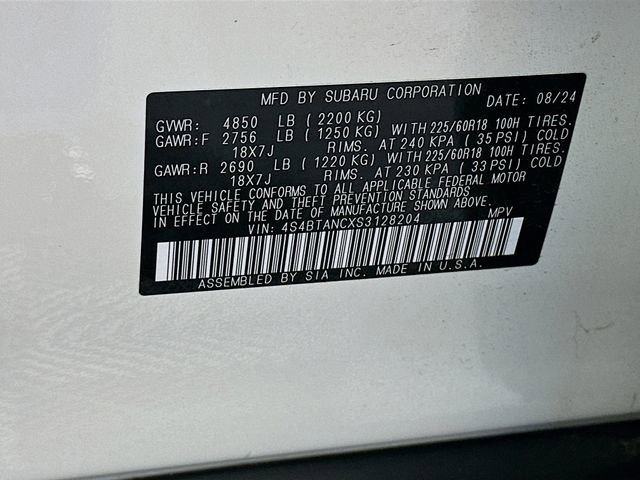 MFD BY SUBARU CORPORATION DATE: 08/24
GVWR: 4850 LB ( 2200 KG)
GAWR:F 2756 LB ( 1250 KG) WITH 225/60R18 100H TIRES.
18X7J RIMS. AT 240 KPA ( 35 PSI) COLD
GAWR:R 2690 LB ( 1220 KG) WITH 225/60R18 100H TIRES.
18X7J RIMS. AT 230 KPA ( 33 PSI) COLD
THIS VEHICLE CONFORMS TO ALL APPLICABLE FEDERAL MOTOR
VEHICLE SAFETY AND THEFT PREVENTION STANDARDS
IN EFFECT ON THE DATE OF MANUFACTURE SHOWN ABOVE.
VIN: 4S4BTANCXS3128204 MPV
ASSEMBLED BY SIA INC. MADE IN U.S.A.